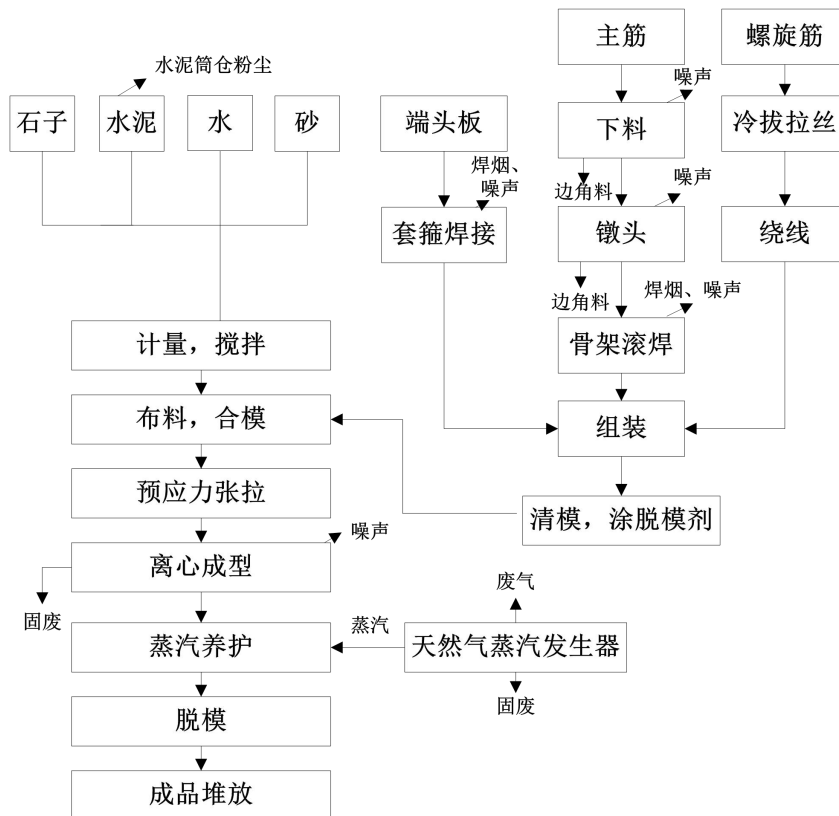 主筋
螺旋筋
水泥筒仓粉尘
噪声
石子
水泥
水
砂
端头板
下料
冷拔拉丝
焊烟、
噪声
边角料
噪声
套箍焊接
镦头
绕线
边角料
焊烟、噪声
计量，搅拌
骨架滚焊
布料，合模
组装
预应力张拉
清模，涂脱模剂
噪声
离心成型
废气
固废
蒸汽
蒸汽养护
天然气蒸汽发生器
固废
脱模
成品堆放